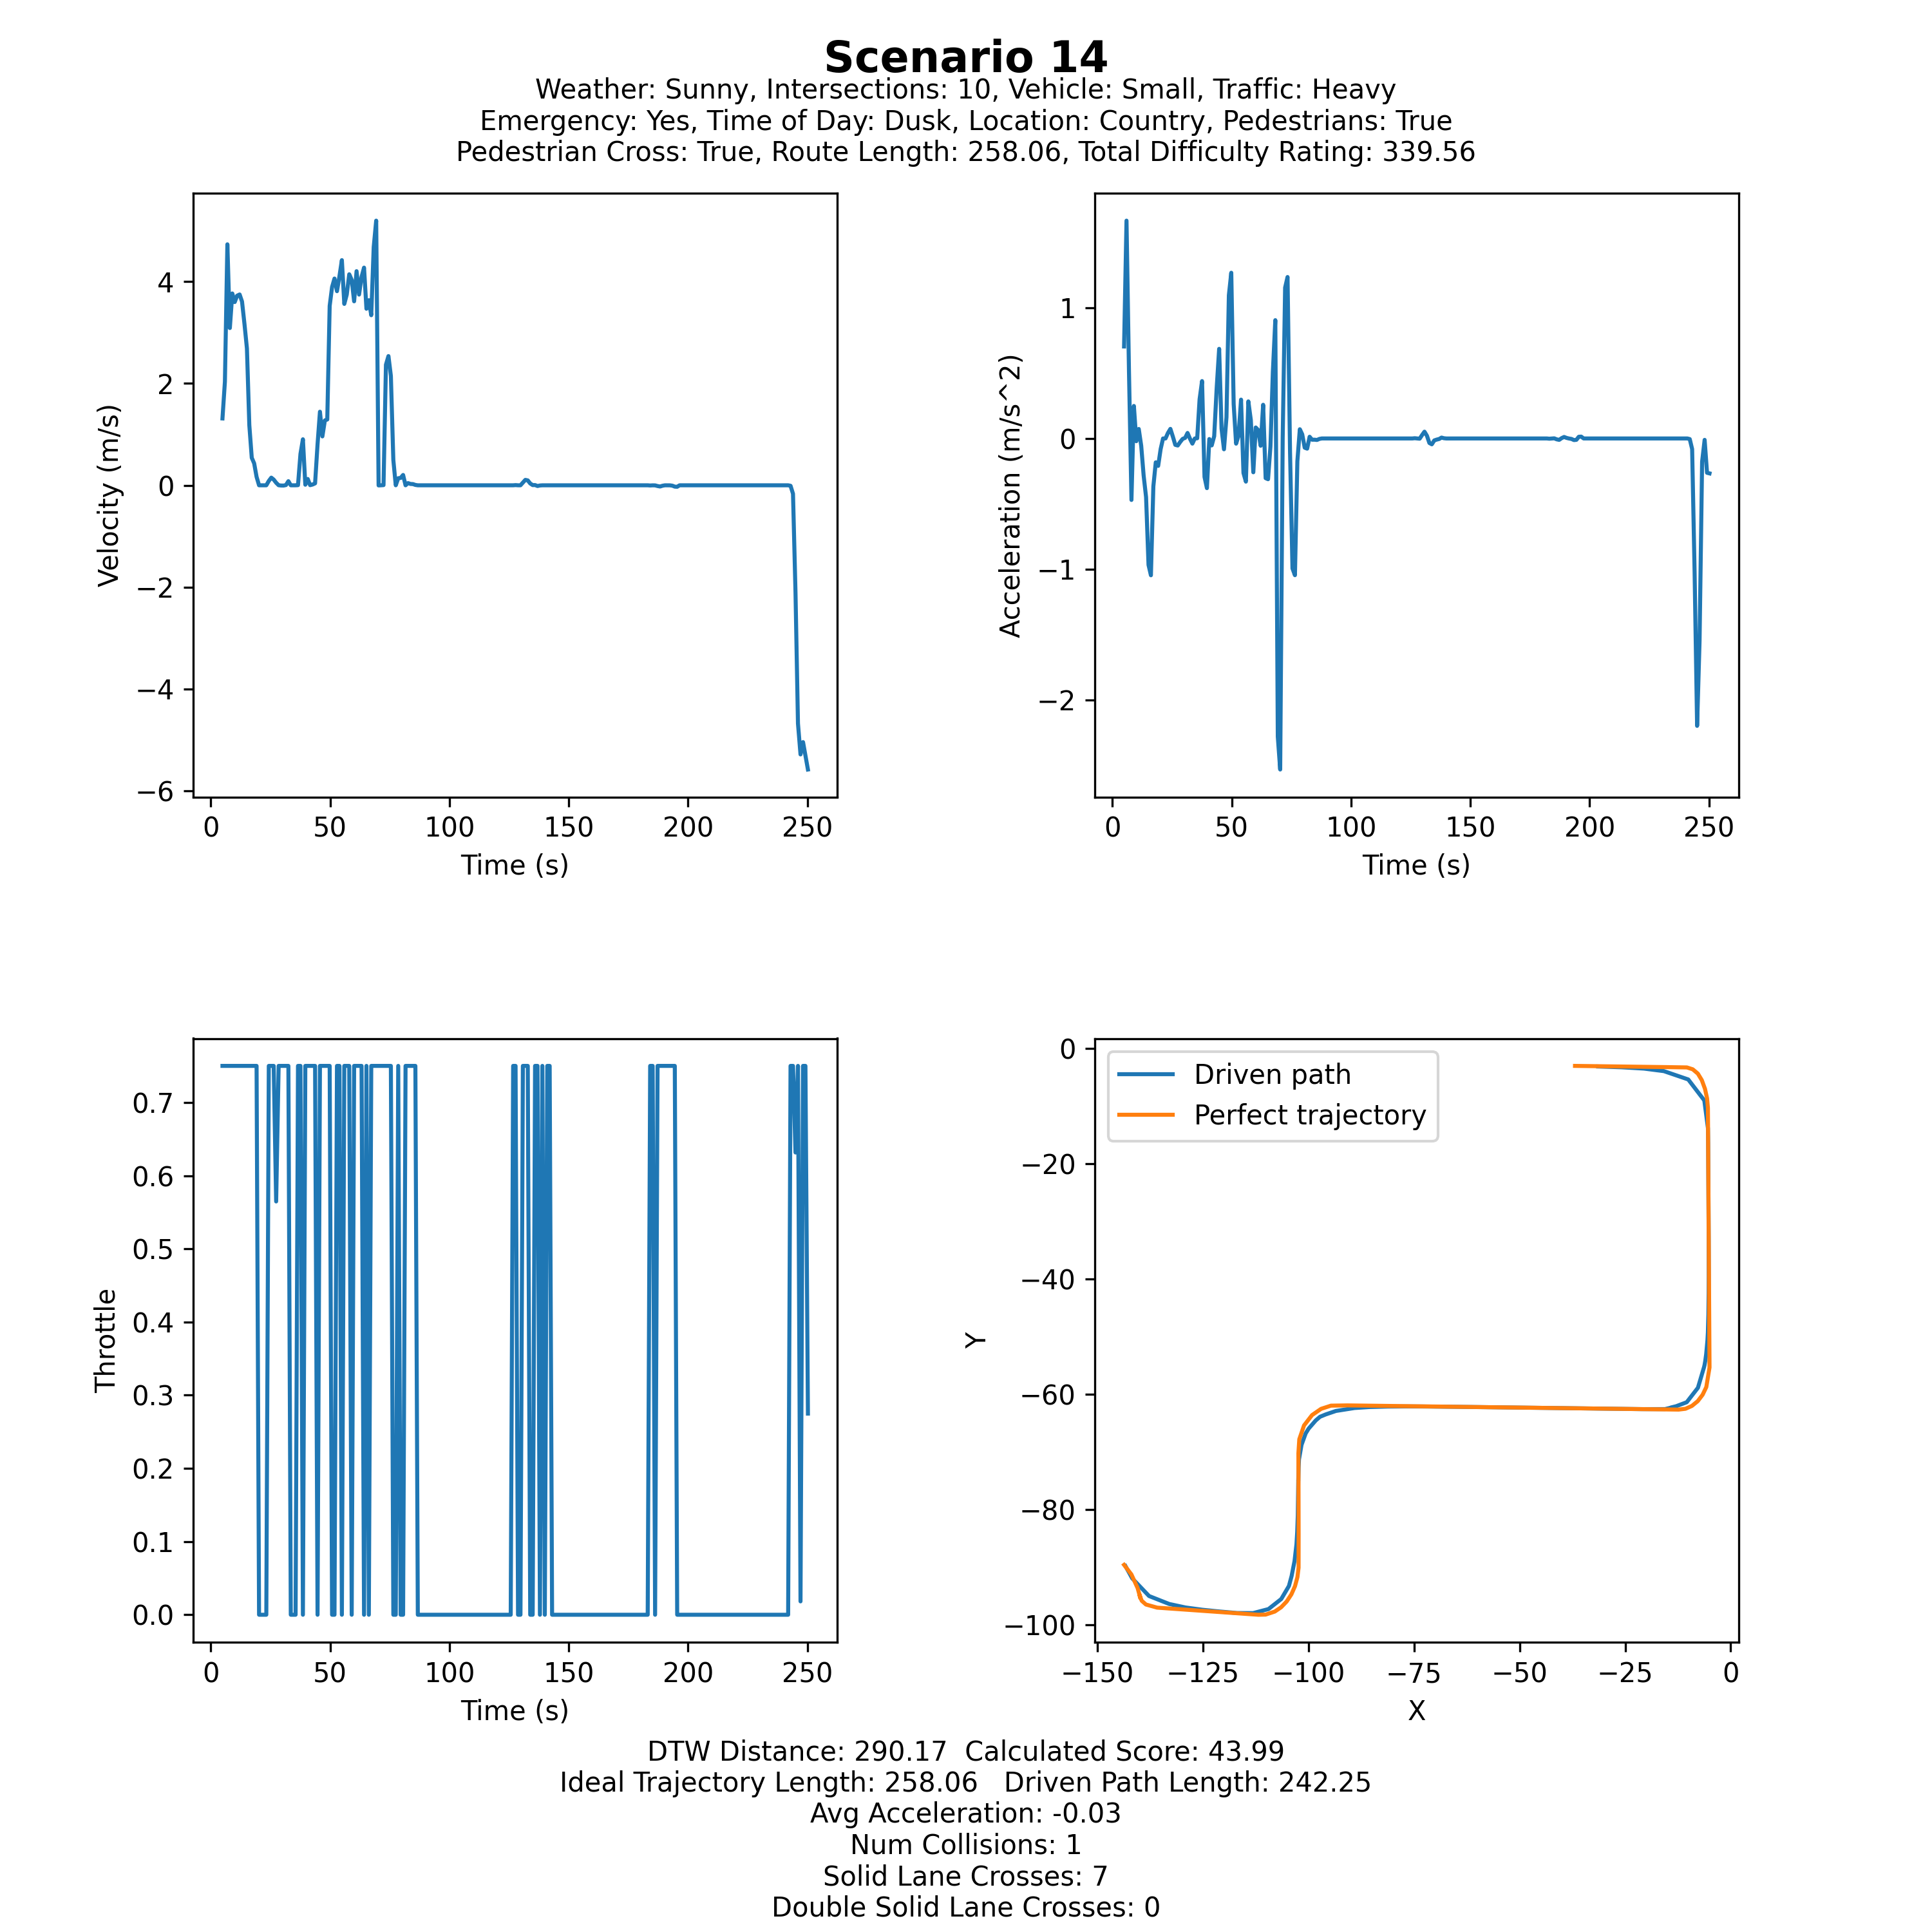 Scenario 14
Weather: Sunny, Intersections: 10, Vehicle: Small, Traffic: Heavy
Emergency: Yes, Time of Day: Dusk, Location: Country, Pedestrians: True
Pedestrian Cross: True, Route Length: 258.06, Total Difficulty Rating: 339.56
Velocity (m/s)
4
2
0
−2
−4
−6
0 50 100 150 200 250
Time (s)
Acceleration (m/s^2)
1
0
−1
−2
0 50 100 150 200 250
Time (s)
Throttle
0.7
0.6
0.5
0.4
0.3
0.2
0.1
0.0
0 50 100 150 200 250
Time (s)
Y
0
−20
−40
−60
−80
−100
Driven path
Perfect trajectory
−150 −125 −100 −75 −50 −25 0
X
DTW Distance: 290.17 Calculated Score: 43.99
Ideal Trajectory Length: 258.06 Driven Path Length: 242.25
Avg Acceleration: -0.03
Num Collisions: 1
Solid Lane Crosses: 7
Double Solid Lane Crosses: 0